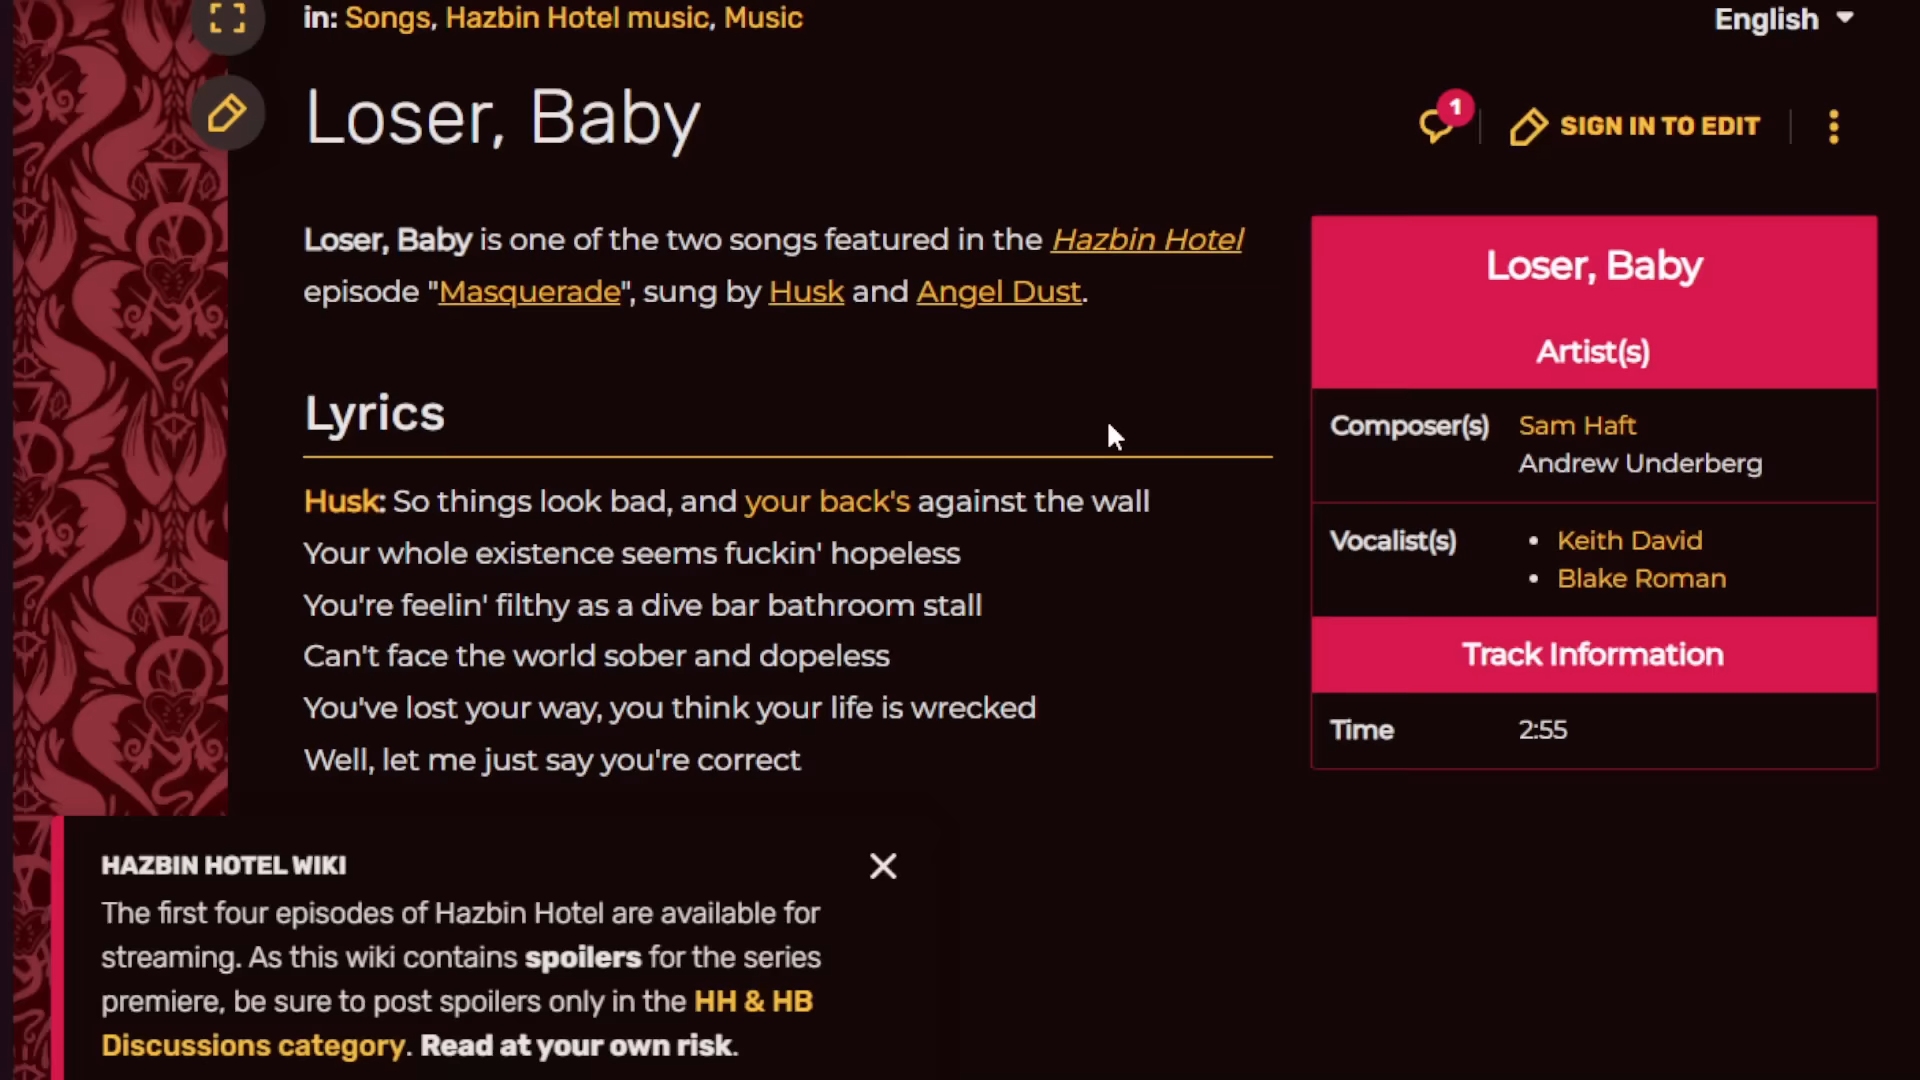 in: Songs, Hazbin Hotel music, Music
English
Loser, Baby
1
SIGN IN TO EDIT
Loser, Baby is one of the two songs featured in the Hazbin Hotel
episode "Masquerade", sung by Husk and Angel Dust.
Lyrics
Husk: So things look bad, and your back's against the wall
Your whole existence seems fuckin' hopeless
You're feelin' filthy as a dive bar bathroom stall
Can't face the world sober and dopeless
You've lost your way, you think your life is wrecked
Well, let me just say you're correct
Loser, Baby
Artist(s)
Composer(s) Sam Haft
Andrew Underberg
Vocalist(s) • Keith David
• Blake Roman
Track Information
Time 2:55
HAZBIN HOTEL WIKI
The first four episodes of Hazbin Hotel are available for
streaming. As this wiki contains spoilers for the series
premiere, be sure to post spoilers only in the HH & HB
Discussions category. Read at your own risk.